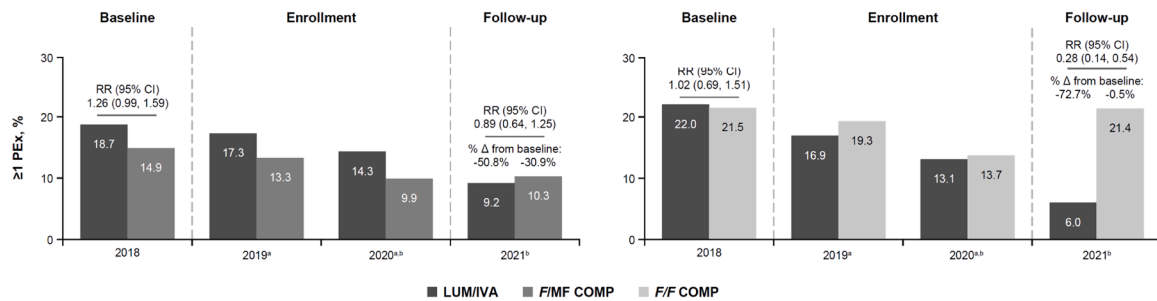 Baseline
Enrollment
Follow-up
≥1 PEx, %
30
20
10
0
RR (95% CI)
1.26 (0.99, 1.59)
18.7
14.9
17.3
13.3
14.3
9.9
RR (95% CI)
0.89 (0.64, 1.25)
% Δ from baseline:
-50.8% -30.9%
9.2
10.3
2018
2019ᵃ
2020ᵃ,ᵇ
2021ᵇ
Baseline
Enrollment
Follow-up
30
20
10
0
RR (95% CI)
1.02 (0.69, 1.51)
22.0
21.5
16.9
19.3
13.1
13.7
RR (95% CI)
0.28 (0.14, 0.54)
% Δ from baseline:
-72.7% -0.5%
6.0
21.4
2018
2019ᵃ
2020ᵃ,ᵇ
2021ᵇ
LUM/IVA F/MF COMP F/F COMP